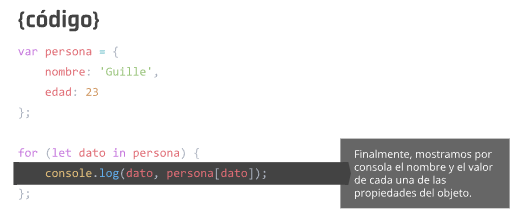 {código}
var persona = {
    nombre: 'Guille',
    edad: 23
};
for (let dato in persona) {
    console.log(dato, persona[dato]);
};
Finalmente, mostramos por
consola el nombre y el valor
de cada una de las
propiedades del objeto.